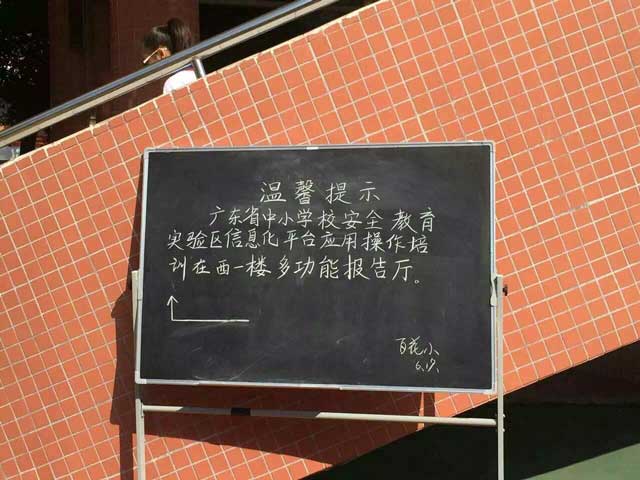 温馨提示
广东省中小学校安全教育
实验区信息化平台应用操作培
训在西一楼多功能报告厅。
百花小
6.19.